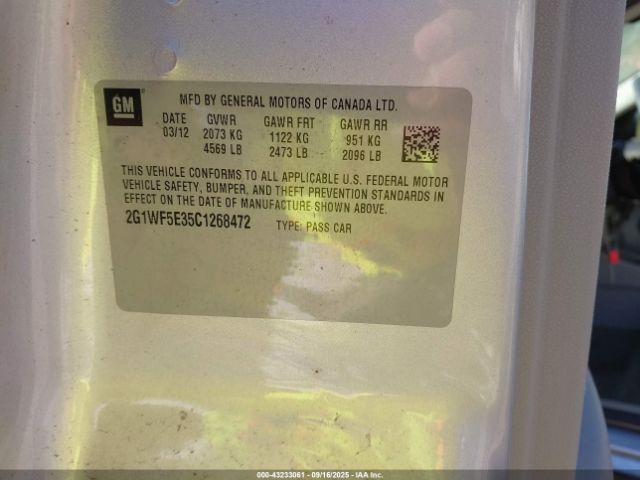 GM
MFD BY GENERAL MOTORS OF CANADA LTD.
DATE GVWR GAWR FRT GAWR RR
03/12 2073 KG 1122 KG 951 KG
4569 LB 2473 LB 2096 LB
THIS VEHICLE CONFORMS TO ALL APPLICABLE U.S. FEDERAL MOTOR
VEHICLE SAFETY, BUMPER, AND THEFT PREVENTION STANDARDS IN
EFFECT ON THE DATE OF MANUFACTURE SHOWN ABOVE.
2G1WF5E35C1268472 TYPE: PASS CAR
000-43233061 - 09/16/2025 - IAA Inc.